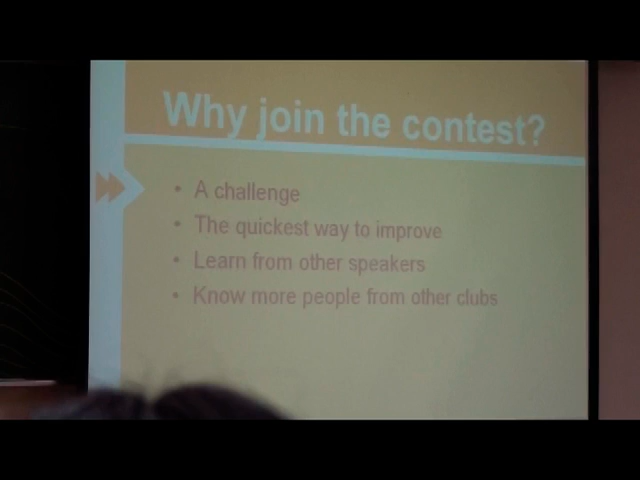 Why join the contest?
• A challenge
• The quickest way to improve
• Learn from other speakers
• Know more people from other clubs